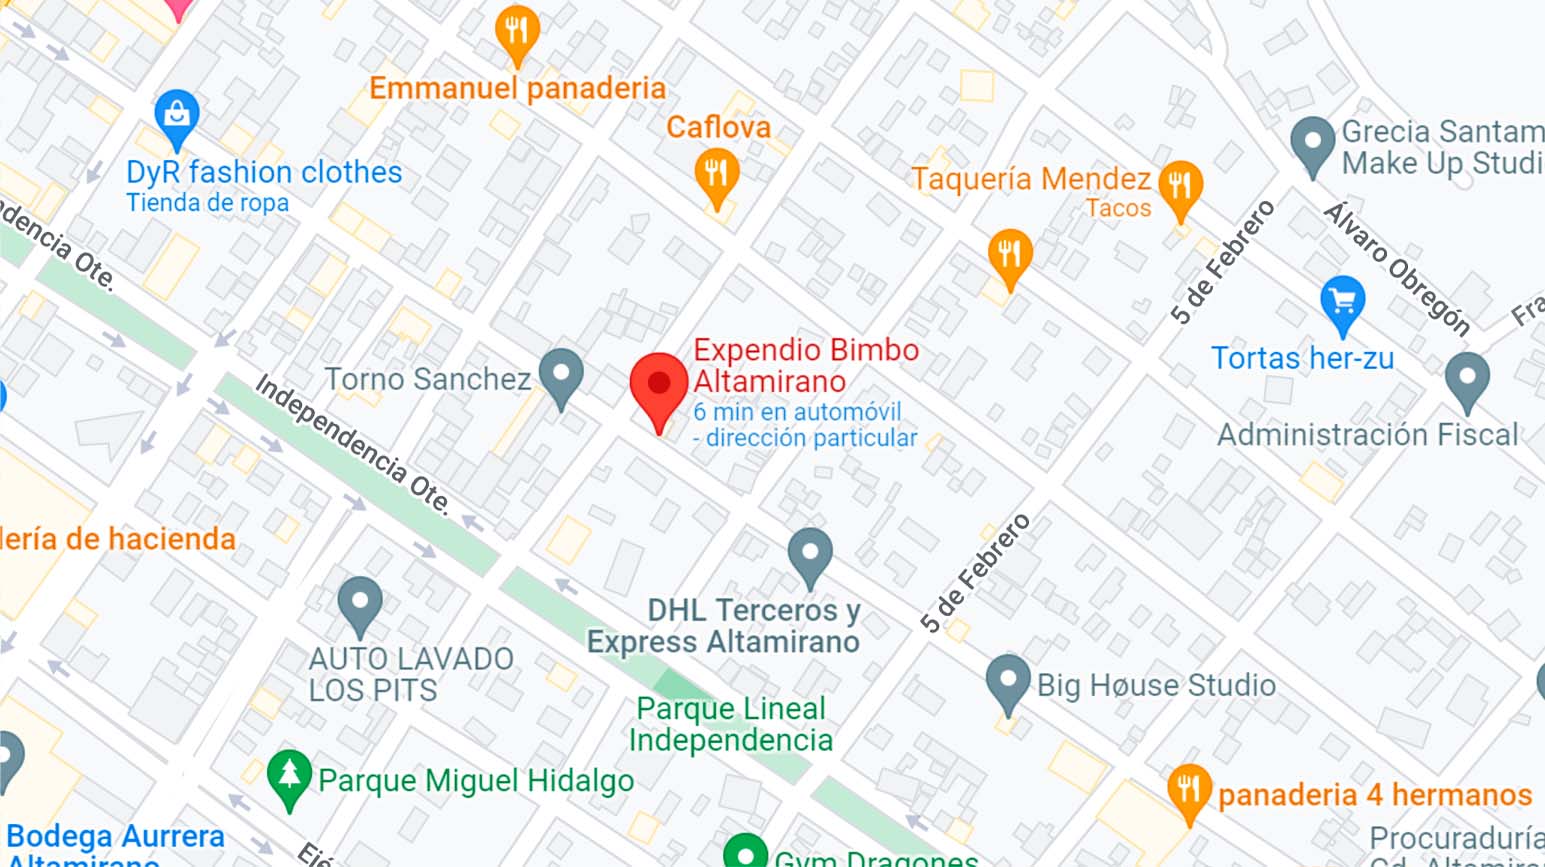 Emmanuel panaderia
Caflova
DyR fashion clothes
Tienda de ropa
Grecia Santam
Make Up Studi
Taquería Mendez
Tacos
5 de Febrero
Álvaro Obregón
Fra
Independencia Ote.
Tortas her-zu
Expendio Bimbo
Altamirano
6 min en automóvil
- dirección particular
Torno Sanchez
Administración Fiscal
dencia Ote.
lería de hacienda
5 de Febrero
DHL Terceros y
Express Altamirano
AUTO LAVADO
LOS PITS
Big Høuse Studio
Parque Lineal
Independencia
Parque Miguel Hidalgo
panaderia 4 hermanos
Bodega Aurrera
Altamirano
Ejé
Gym Dragones
Procuraduría